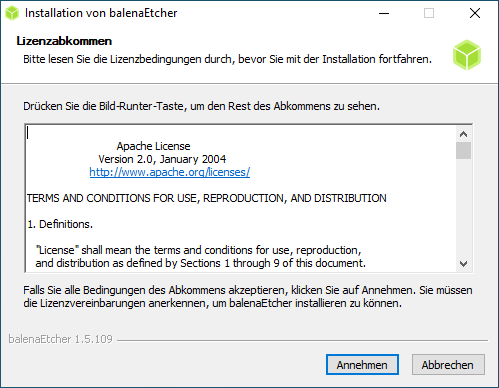 Installation von balenaEtcher
Lizenzabkommen
Bitte lesen Sie die Lizenzbedingungen durch, bevor Sie mit der Installation fortfahren.
Drücken Sie die Bild-Runter-Taste, um den Rest des Abkommens zu sehen.
Apache License
Version 2.0, January 2004
http://www.apache.org/licenses/
TERMS AND CONDITIONS FOR USE, REPRODUCTION, AND DISTRIBUTION
1. Definitions.
"License" shall mean the terms and conditions for use, reproduction,
and distribution as defined by Sections 1 through 9 of this document.
Falls Sie alle Bedingungen des Abkommens akzeptieren, klicken Sie auf Annehmen. Sie müssen
die Lizenzvereinbarungen anerkennen, um balenaEtcher installieren zu können.
balenaEtcher 1.5.109
Annehmen
Abbrechen